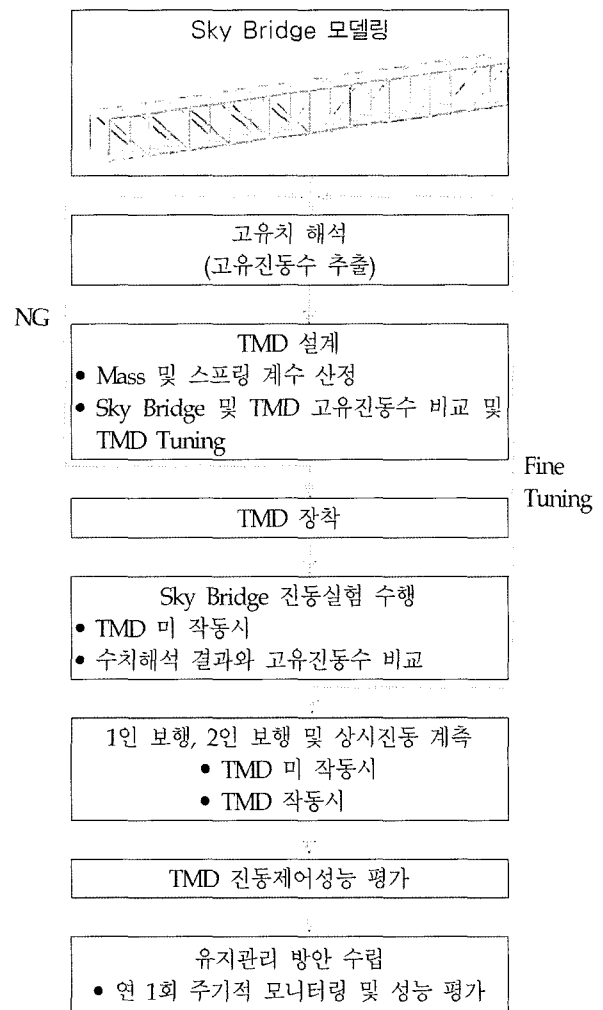 Sky Bridge 모델링
고유치 해석
(고유진동수 추출)
NG
TMD 설계
• Mass 및 스프링 계수 산정
• Sky Bridge 및 TMD 고유진동수 비교 및
TMD Tuning
Fine
Tuning
TMD 장착
Sky Bridge 진동실험 수행
• TMD 미 작동시
• 수치해석 결과와 고유진동수 비교
1인 보행, 2인 보행 및 상시진동 계측
• TMD 미 작동시
• TMD 작동시
TMD 진동제어성능 평가
유지관리 방안 수립
• 연 1회 주기적 모니터링 및 성능 평가